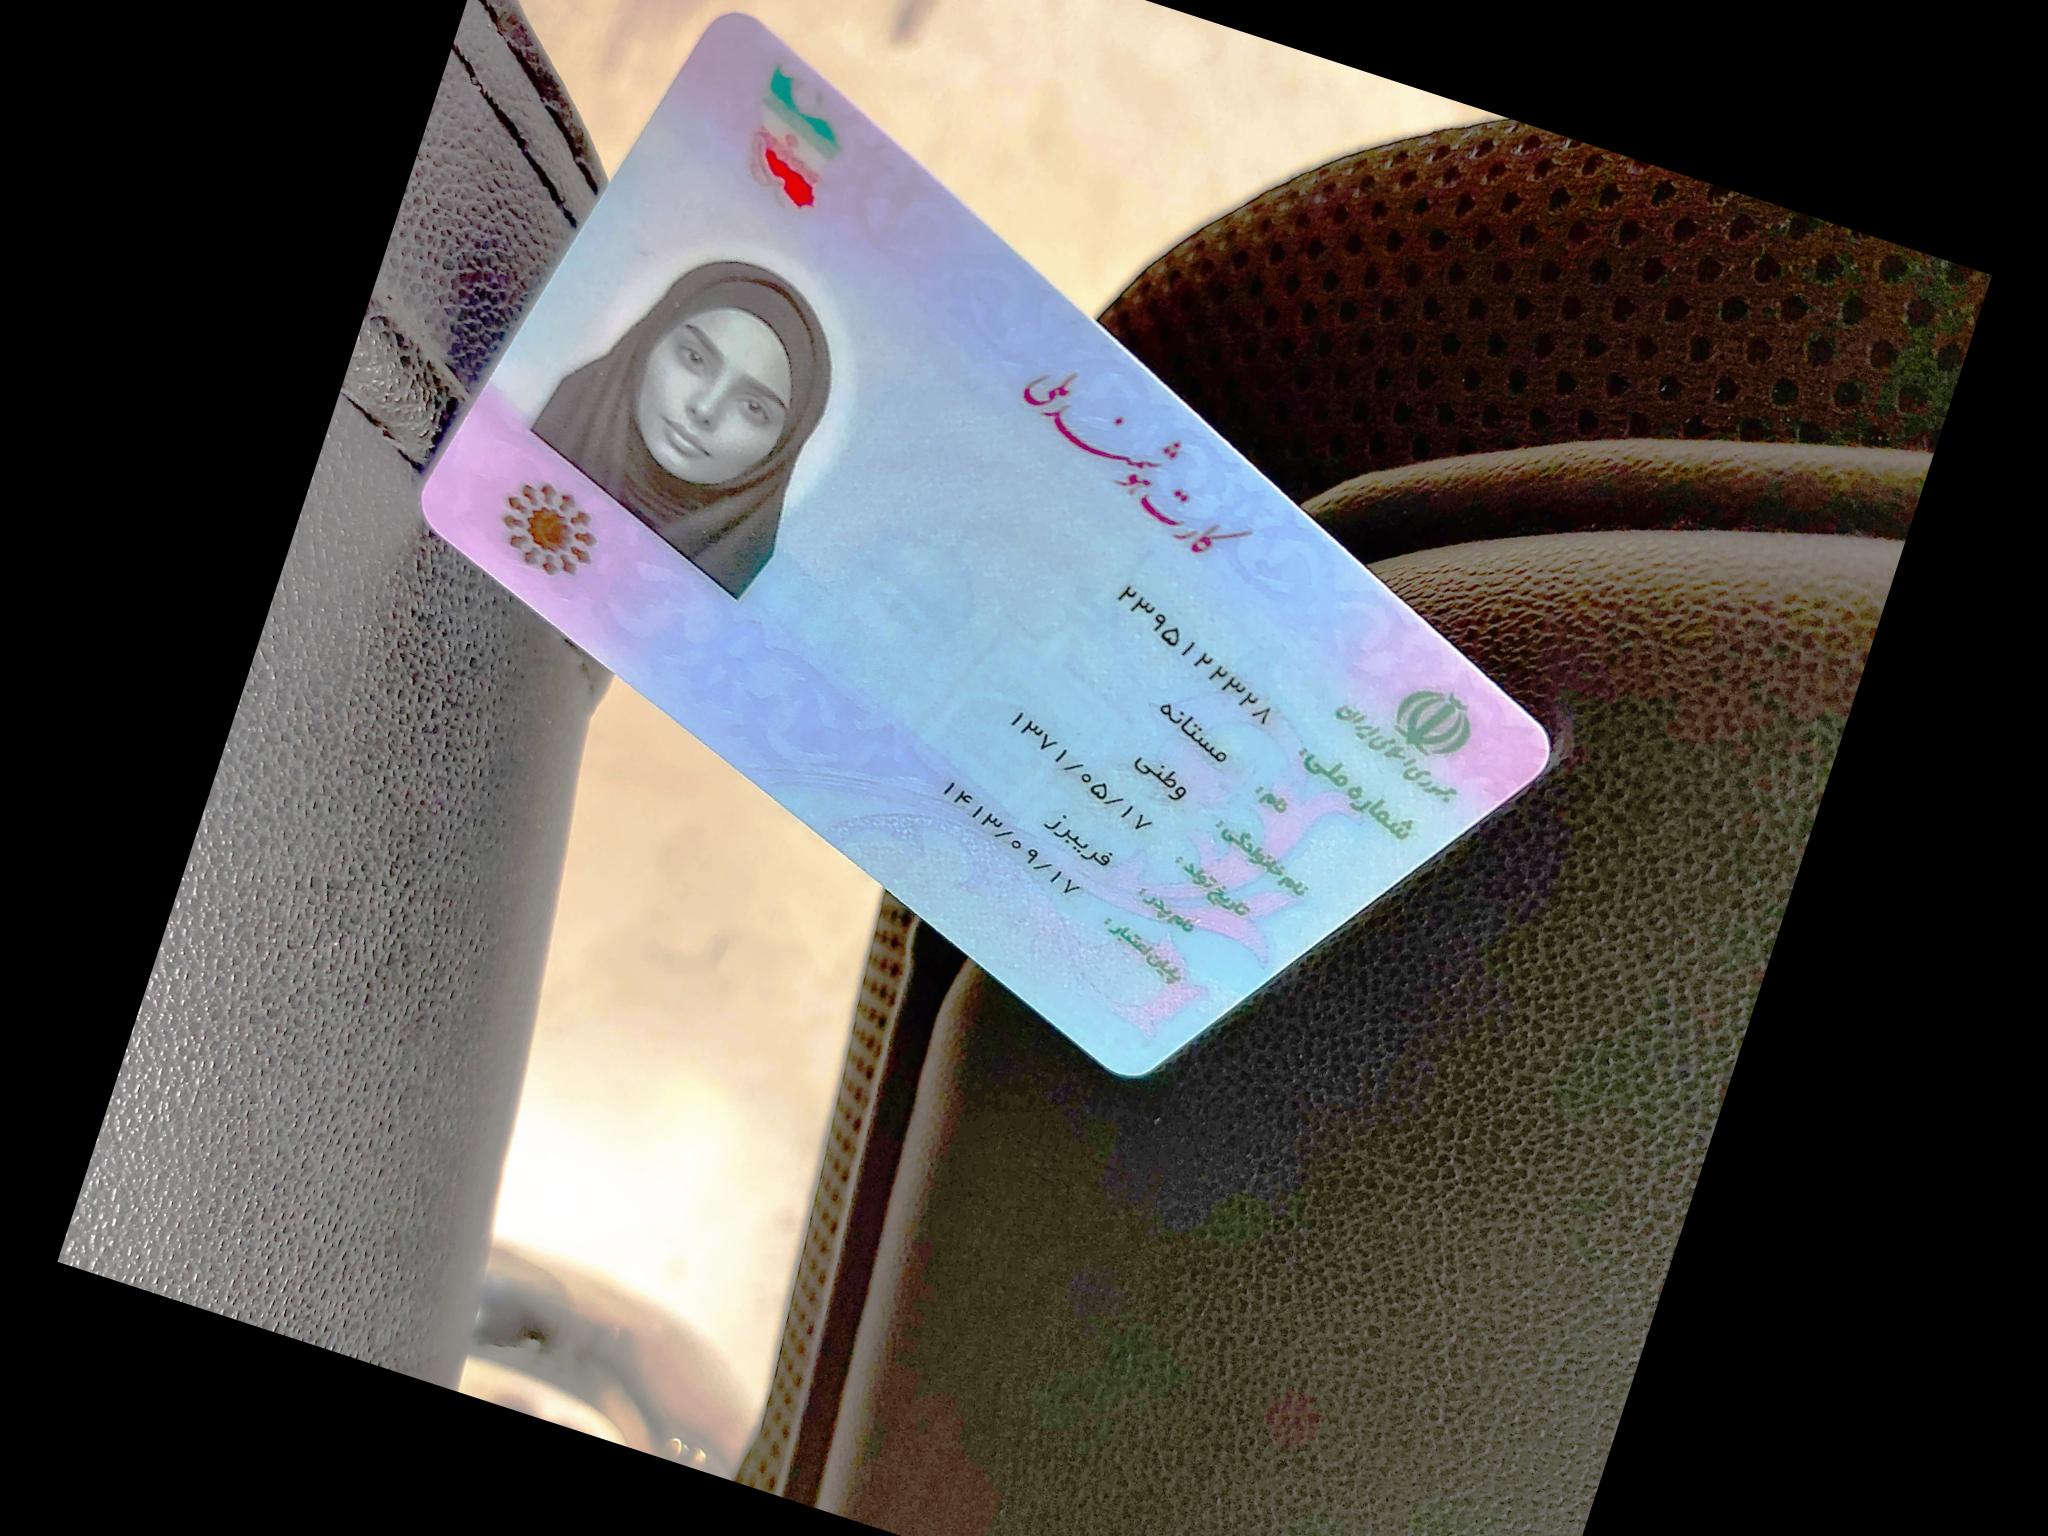 جمهوری اسلامی ایران
کارت هوشمند ملی
شماره ملی: ۲۳۹۵۱۲۲۳۲۸
نام: مستانه
نام خانوادگی: وطنی
تاریخ تولد: ۱۳۷۱/۰۵/۱۷
نام پدر: فریبرز
پایان اعتبار: ۱۴۱۳/۰۹/۱۷